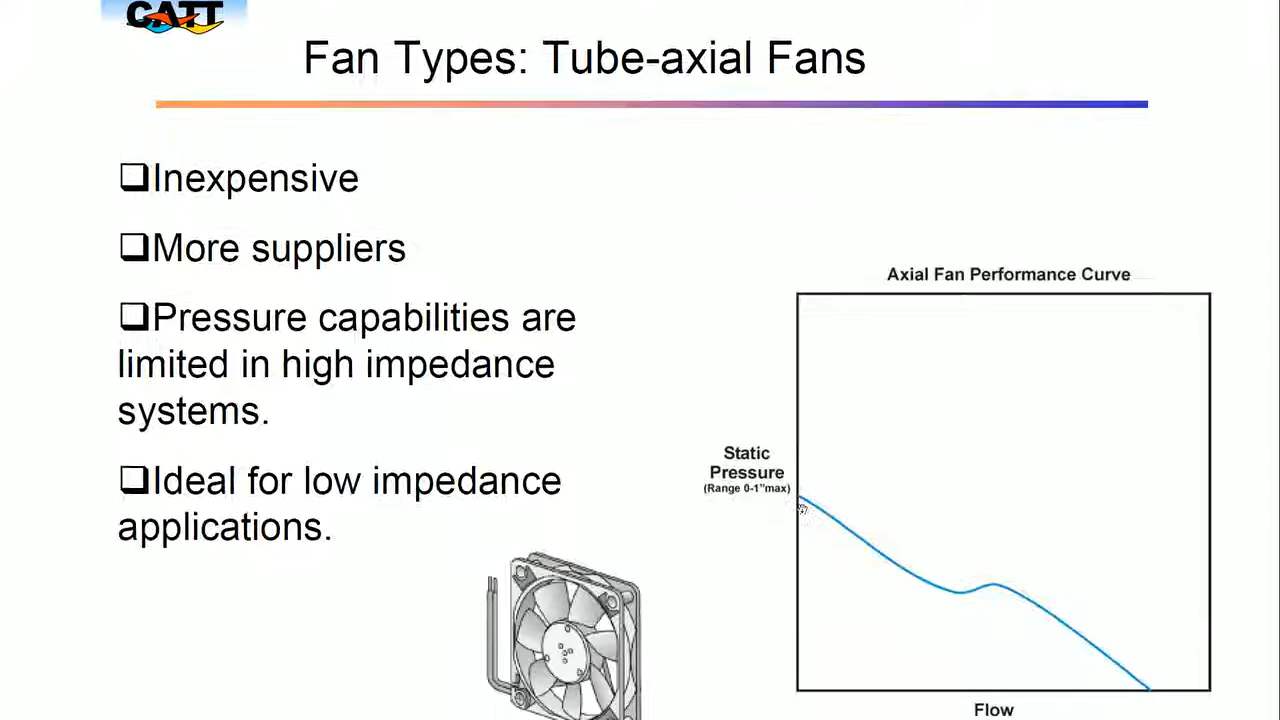 CATT
Fan Types: Tube-axial Fans
❑Inexpensive
❑More suppliers
❑Pressure capabilities are
limited in high impedance
systems.
❑Ideal for low impedance
applications.
Axial Fan Performance Curve
Static
Pressure
(Range 0-1"max)
Flow